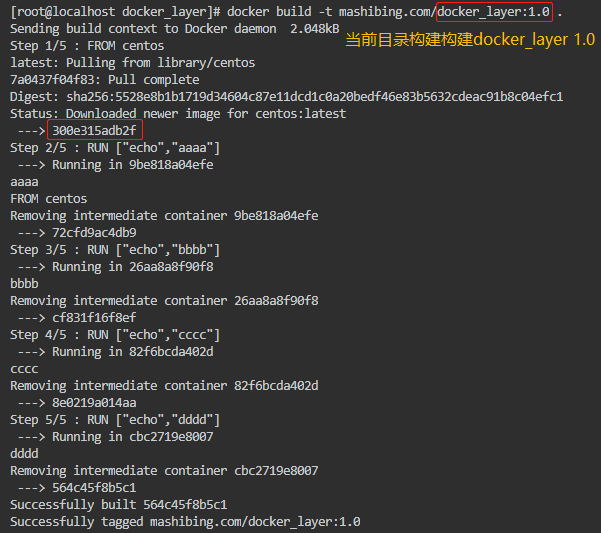 [root@localhost docker_layer]# docker build -t mashibing.com/docker_layer:1.0 .
Sending build context to Docker daemon  2.048kB
当前目录构建构建docker_layer 1.0
Step 1/5 : FROM centos
latest: Pulling from library/centos
7a0437f04f83: Pull complete
Digest: sha256:5528e8b1b1719d34604c87e11dcd1c0a20bedf46e83b5632cdeac91b8c04efc1
Status: Downloaded newer image for centos:latest
 ---> 300e315adb2f
Step 2/5 : RUN ["echo","aaaa"]
 ---> Running in 9be818a04efe
aaaa
FROM centos
Removing intermediate container 9be818a04efe
 ---> 72cfd9ac4db9
Step 3/5 : RUN ["echo","bbbb"]
 ---> Running in 26aa8a8f90f8
bbbb
Removing intermediate container 26aa8a8f90f8
 ---> cf831f16f8ef
Step 4/5 : RUN ["echo","cccc"]
 ---> Running in 82f6bcda402d
cccc
Removing intermediate container 82f6bcda402d
 ---> 8e0219a014aa
Step 5/5 : RUN ["echo","dddd"]
 ---> Running in cbc2719e8007
dddd
Removing intermediate container cbc2719e8007
 ---> 564c45f8b5c1
Successfully built 564c45f8b5c1
Successfully tagged mashibing.com/docker_layer:1.0